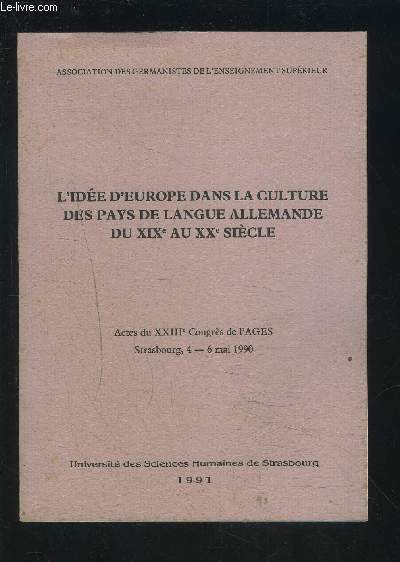 Le-livre.com
ASSOCIATION DES GERMANISTES DE L'ENSEIGNEMENT SUPÉRIEUR
L'IDÉE D'EUROPE DANS LA CULTURE
DES PAYS DE LANGUE ALLEMANDE
DU XIXe AU XXe SIÈCLE
Actes du XXIIIe Congrès de l'AGES
Strasbourg, 4 — 6 mai 1990
Université des Sciences Humaines de Strasbourg
1991